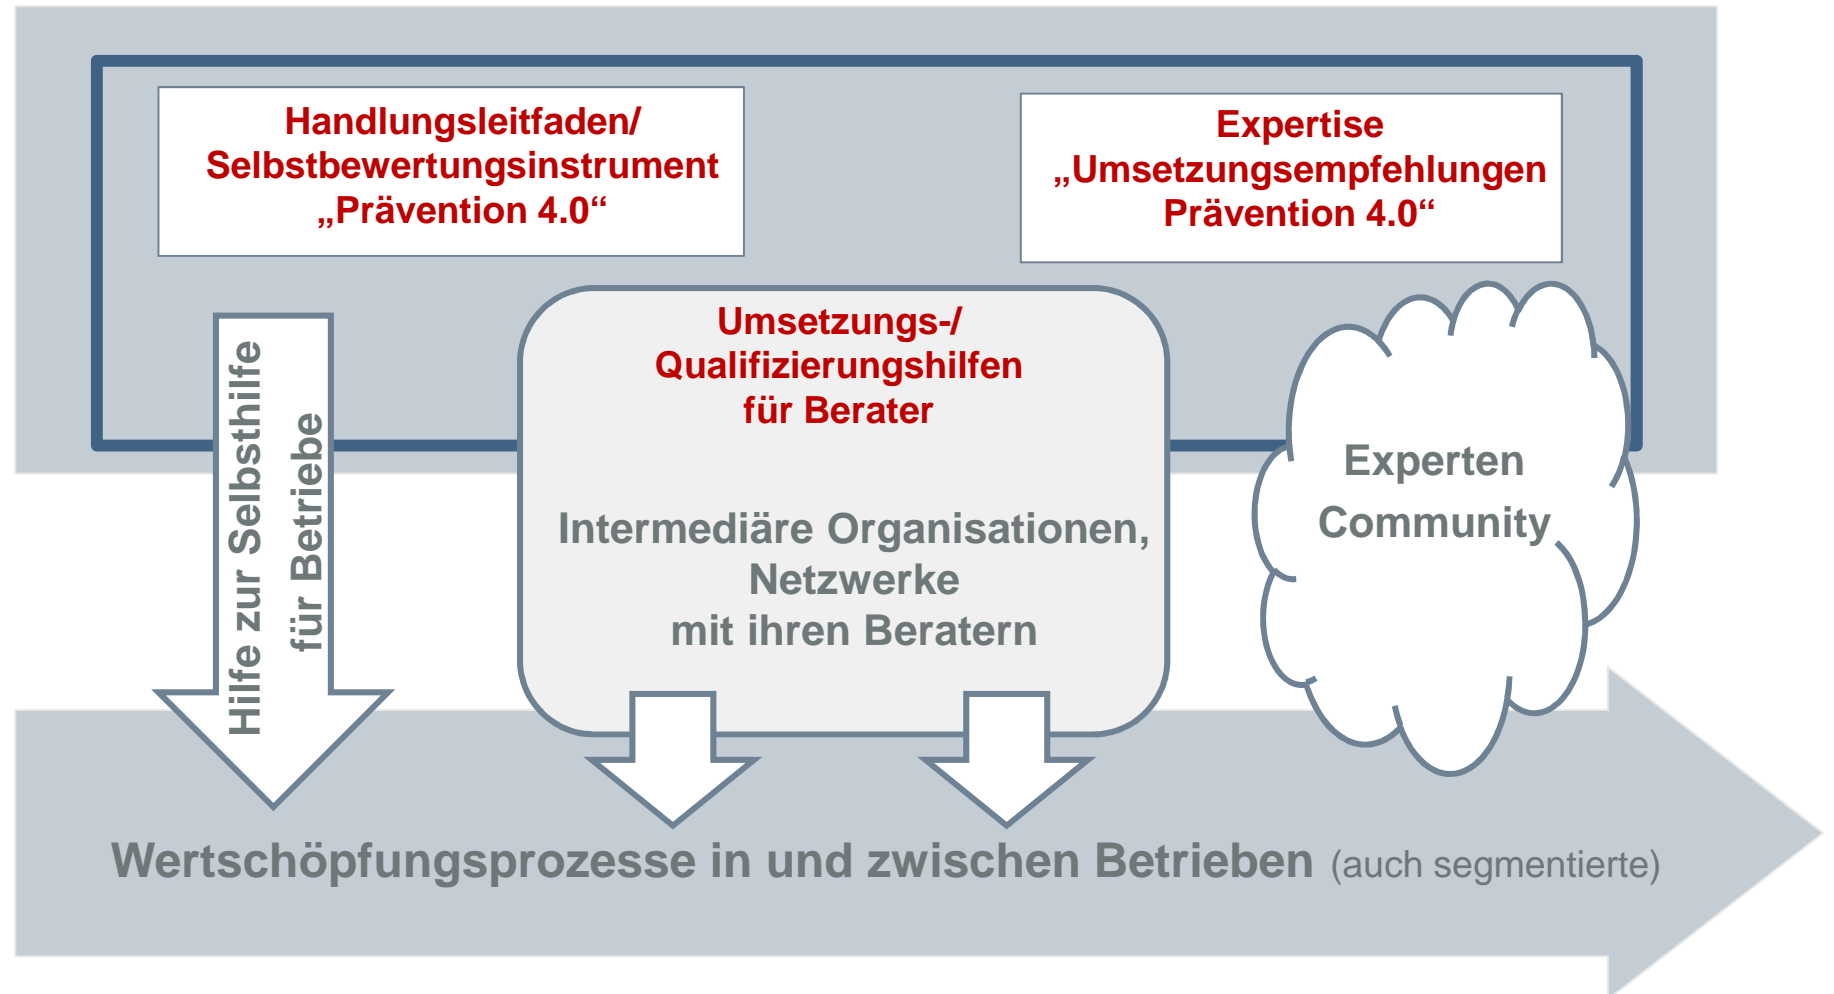 Handlungsleitfaden/
Selbstbewertungsinstrument
„Prävention 4.0“
Expertise
„Umsetzungsempfehlungen
Prävention 4.0“
Hilfe zur Selbsthilfe
für Betriebe
Umsetzungs-/
Qualifizierungshilfen
für Berater
Intermediäre Organisationen,
Netzwerke
mit ihren Beratern
Experten
Community
Wertschöpfungsprozesse in und zwischen Betrieben (auch segmentierte)